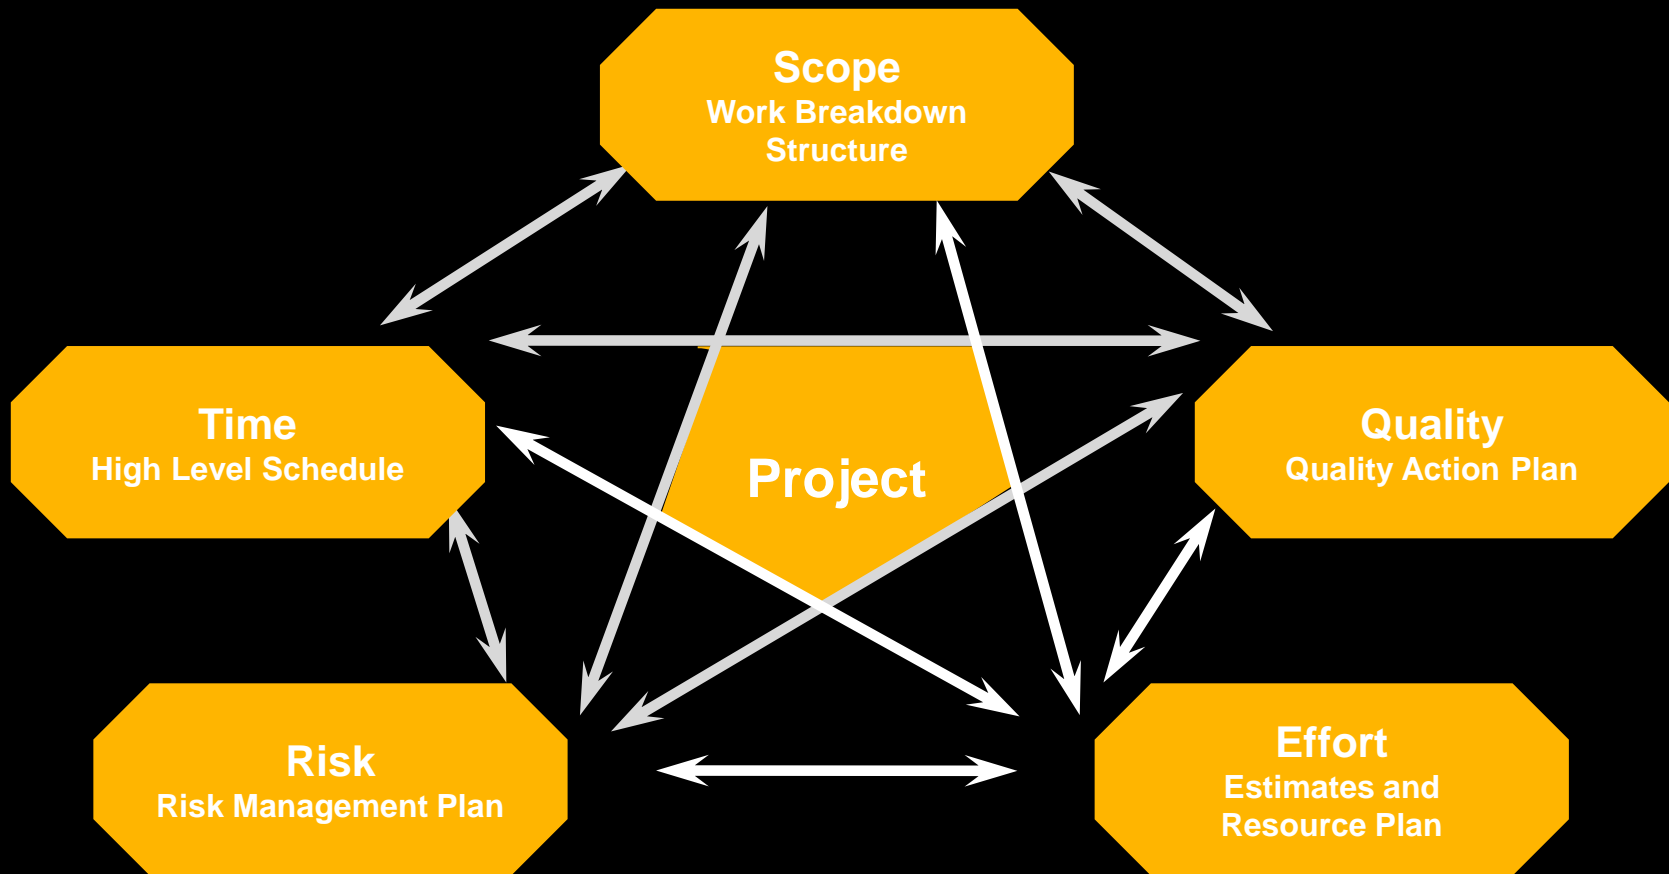 Scope
Work Breakdown
Structure
Time
High Level Schedule
Quality
Quality Action Plan
Project
Risk
Risk Management Plan
Effort
Estimates and
Resource Plan